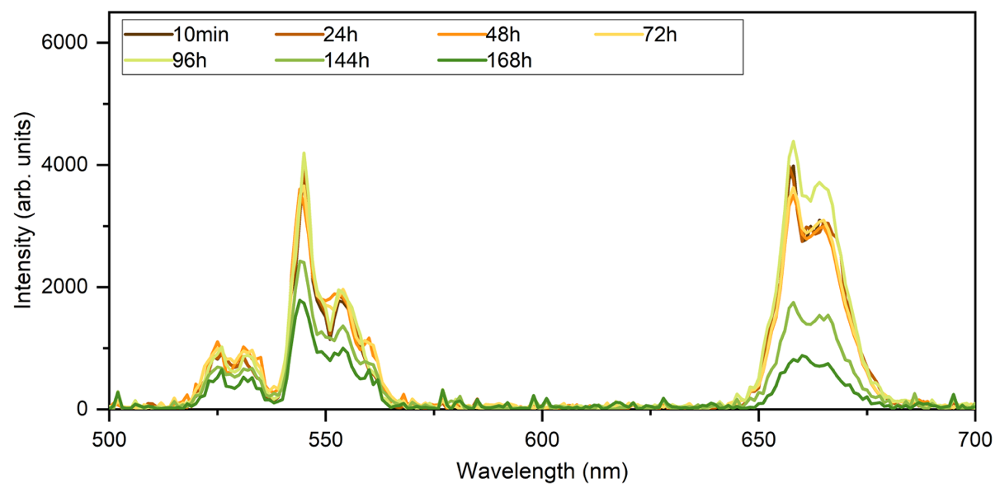 6000
4000
2000
0
Intensity (arb. units)
10min 24h 48h 72h
96h 144h 168h
500 550 600 650 700
Wavelength (nm)